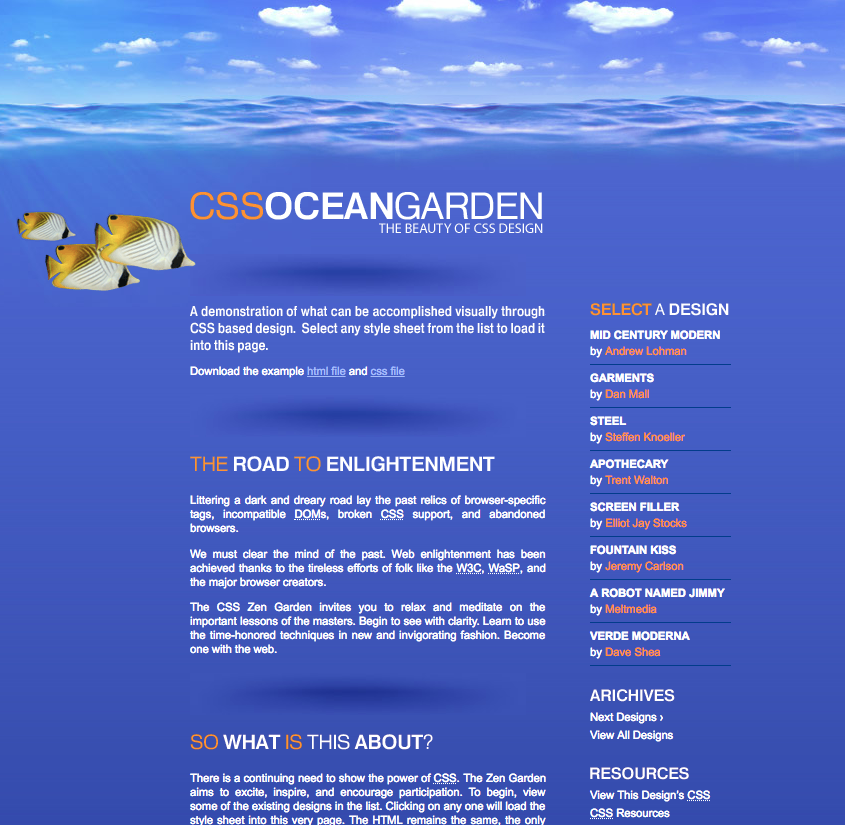 CSSOCEANGARDEN
THE BEAUTY OF CSS DESIGN
A demonstration of what can be accomplished visually through
CSS based design. Select any style sheet from the list to load it
into this page.
Download the example html file and css file
THE ROAD TO ENLIGHTENMENT
Littering a dark and dreary road lay the past relics of browser-specific
tags, incompatible DOMs, broken CSS support, and abandoned
browsers.
We must clear the mind of the past. Web enlightenment has been
achieved thanks to the tireless efforts of folk like the W3C, WaSP, and
the major browser creators.
The CSS Zen Garden invites you to relax and meditate on the
important lessons of the masters. Begin to see with clarity. Learn to use
the time-honored techniques in new and invigorating fashion. Become
one with the web.
SO WHAT IS THIS ABOUT?
There is a continuing need to show the power of CSS. The Zen Garden
aims to excite, inspire, and encourage participation. To begin, view
some of the existing designs in the list. Clicking on any one will load the
style sheet into this very page. The HTML remains the same, the only
SELECT A DESIGN
MID CENTURY MODERN
by Andrew Lohman
GARMENTS
by Dan Mall
STEEL
by Steffen Knoeller
APOTHECARY
by Trent Walton
SCREEN FILLER
by Elliot Jay Stocks
FOUNTAIN KISS
by Jeremy Carlson
A ROBOT NAMED JIMMY
by Meltmedia
VERDE MODERNA
by Dave Shea
ARICHIVES
Next Designs ›
View All Designs
RESOURCES
View This Design's CSS
CSS Resources